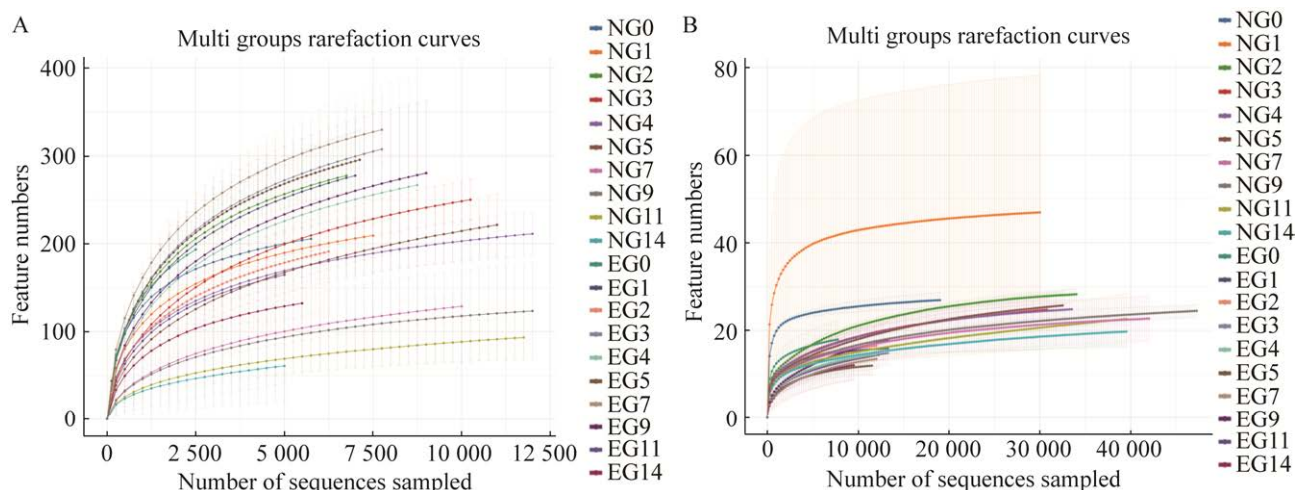 A
Multi groups rarefaction curves
400
300
200
100
0
Feature numbers
0
2 500
5 000
7 500
10 000
12 500
Number of sequences sampled
NG0
NG1
NG2
NG3
NG4
NG5
NG7
NG9
NG11
NG14
EG0
EG1
EG2
EG3
EG4
EG5
EG7
EG9
EG11
EG14
B
Multi groups rarefaction curves
80
60
40
20
0
Feature numbers
0
10 000
20 000
30 000
40 000
Number of sequences sampled
NG0
NG1
NG2
NG3
NG4
NG5
NG7
NG9
NG11
NG14
EG0
EG1
EG2
EG3
EG4
EG5
EG7
EG9
EG11
EG14